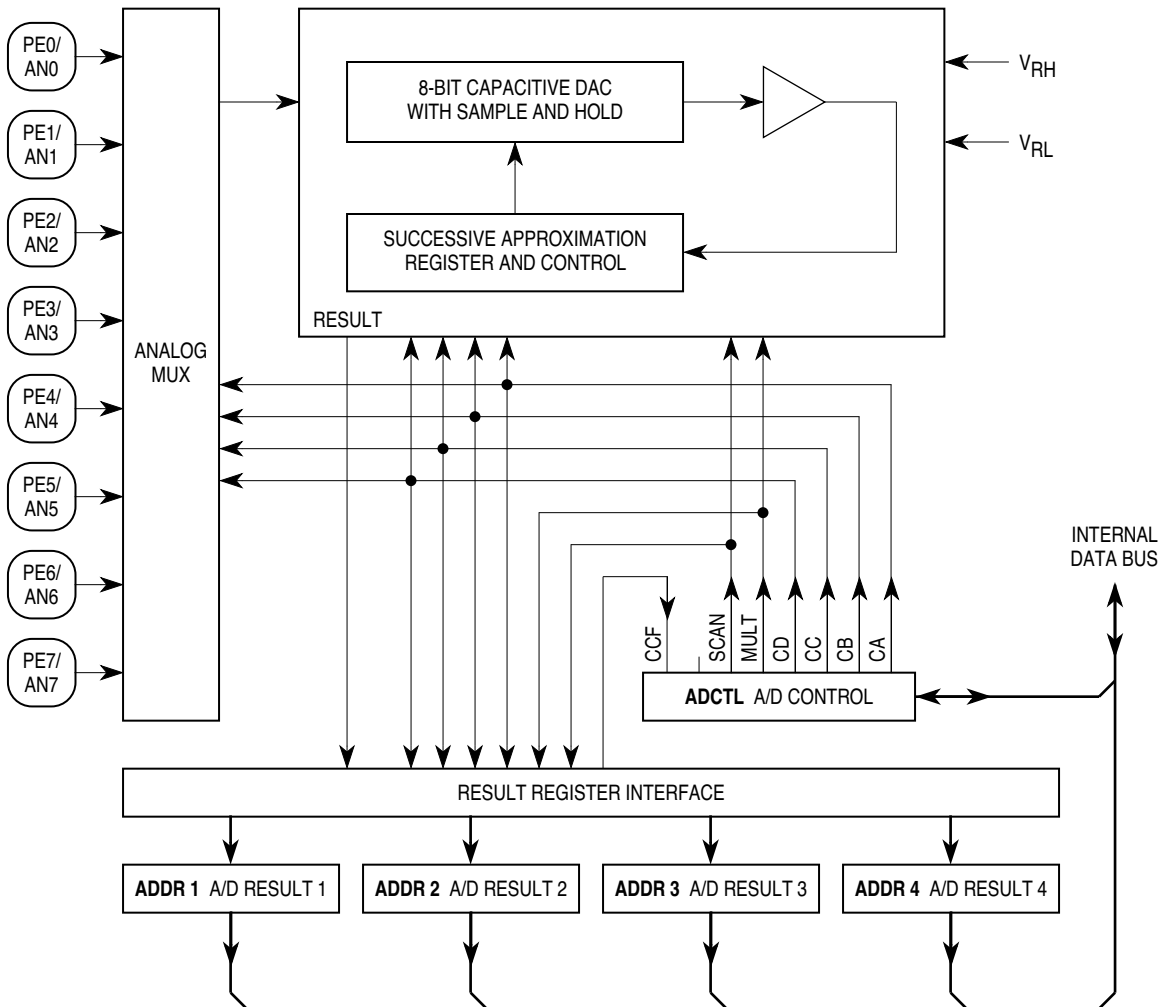 PE0/
AN0
PE1/
AN1
PE2/
AN2
PE3/
AN3
PE4/
AN4
PE5/
AN5
PE6/
AN6
PE7/
AN7
ANALOG
MUX
8-BIT CAPACITIVE DAC
WITH SAMPLE AND HOLD
SUCCESSIVE APPROXIMATION
REGISTER AND CONTROL
RESULT
VRH
VRL
INTERNAL
DATA BUS
CCF
SCAN
MULT
CD
CC
CB
CA
ADCTL A/D CONTROL
RESULT REGISTER INTERFACE
ADDR 1 A/D RESULT 1
ADDR 2 A/D RESULT 2
ADDR 3 A/D RESULT 3
ADDR 4 A/D RESULT 4